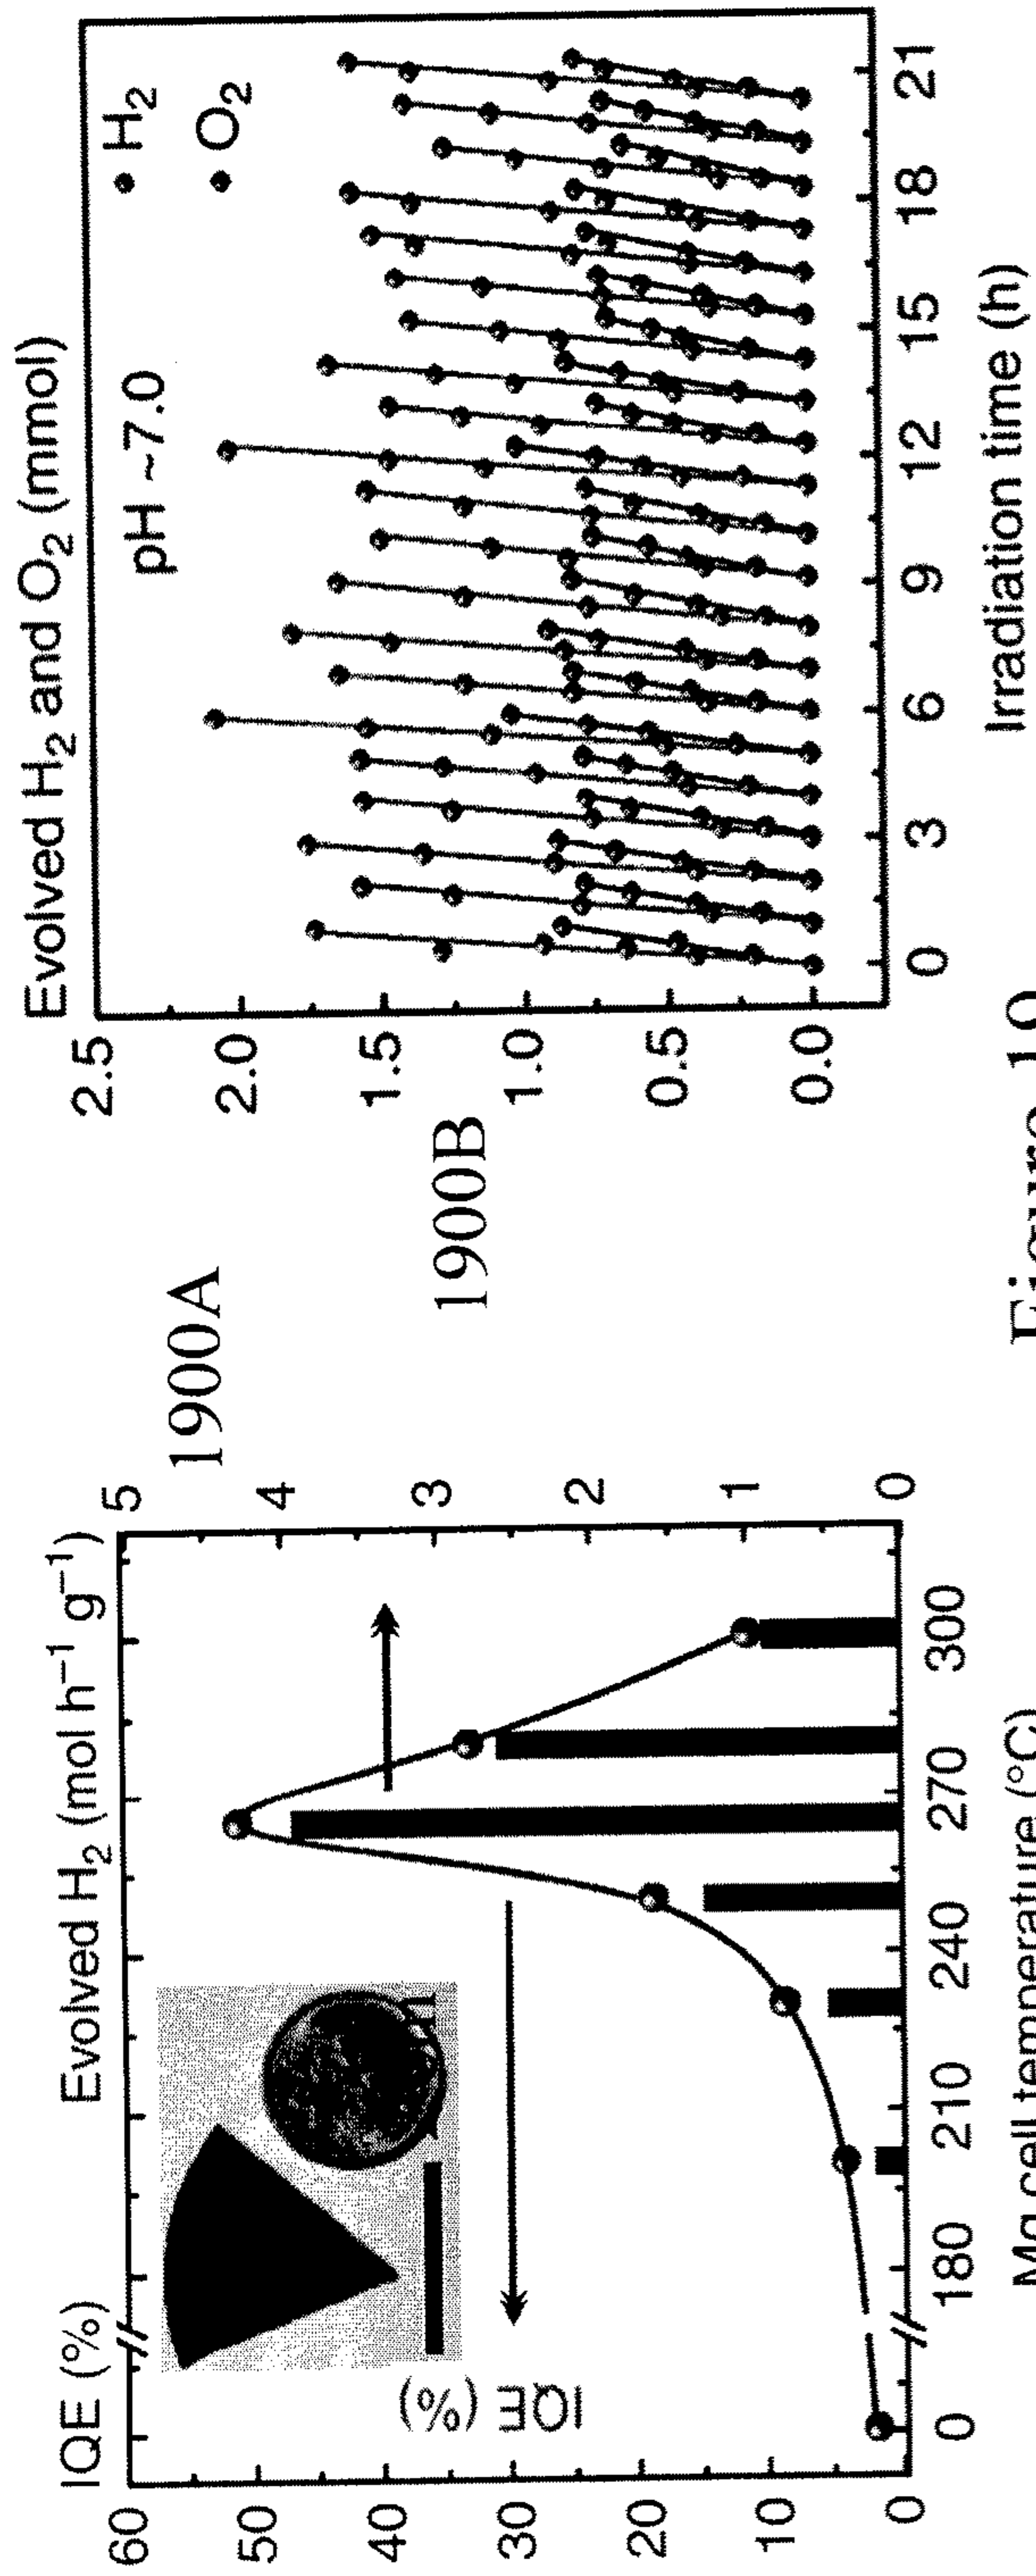 IQE (%)
Evolved H₂ (mol h⁻¹ g⁻¹)
60
50
40
30
20
10
0
5
4
3
2
1
0
IQE (%)
0
180
210
240
270
300
Mg cell temperature (°C)
1900A
1900B
Evolved H₂ and O₂ (mmol)
2.5
2.0
1.5
1.0
0.5
0.0
pH ~7.0
H₂
O₂
0
3
6
9
12
15
18
21
Irradiation time (h)
Figure 19